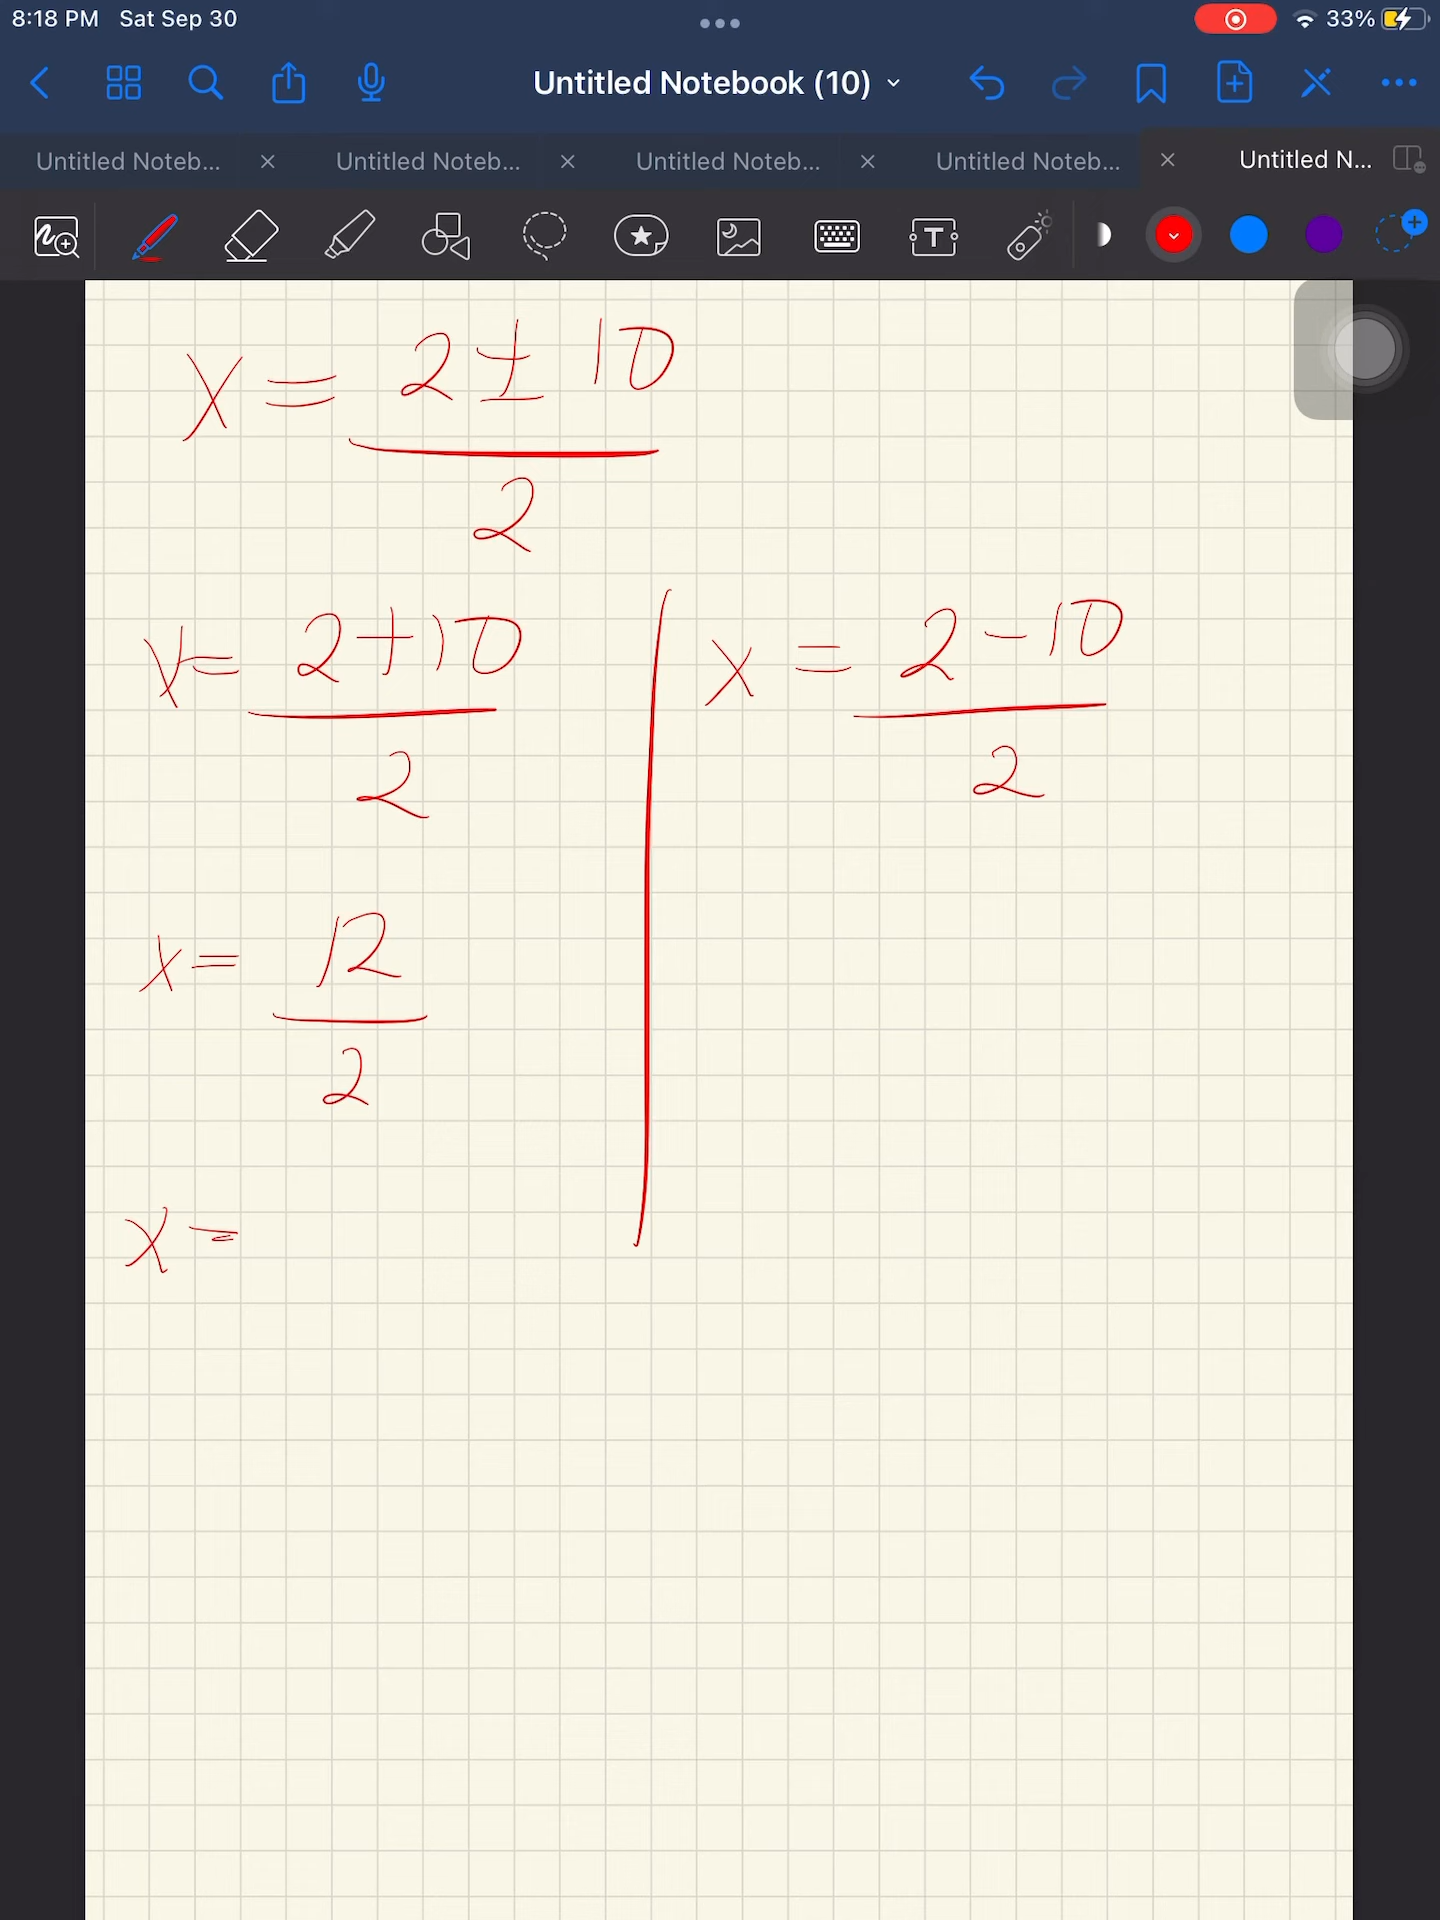 8:18 PM Sat Sep 30
33%
Untitled Notebook (10)
Untitled Noteb... Untitled Noteb... Untitled Noteb... Untitled Noteb... Untitled N...
T
x = 2 ± 10
2
x = 2 + 10
2
x = 2 - 10
2
x = 12
2
x =